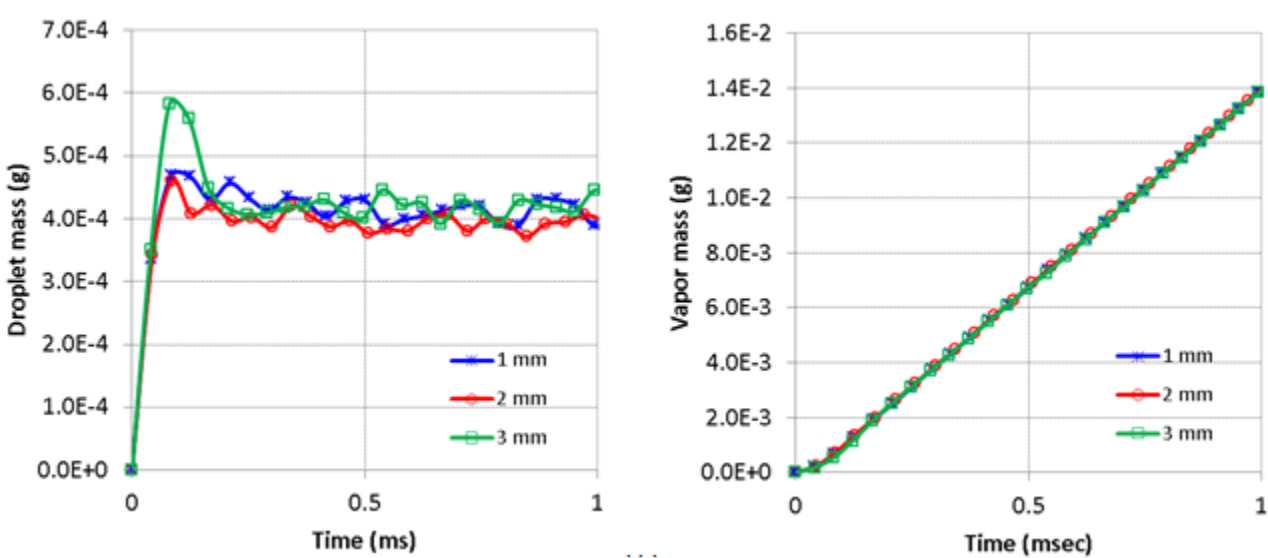 7.0E-4
6.0E-4
5.0E-4
4.0E-4
3.0E-4
2.0E-4
1.0E-4
0.0E+0
Droplet mass (g)
1 mm
2 mm
3 mm
0 0.5 1
Time (ms)
1.6E-2
1.4E-2
1.2E-2
1.0E-2
8.0E-3
6.0E-3
4.0E-3
2.0E-3
0.0E+0
Vapor mass (g)
1 mm
2 mm
3 mm
0 0.5 1
Time (msec)
...